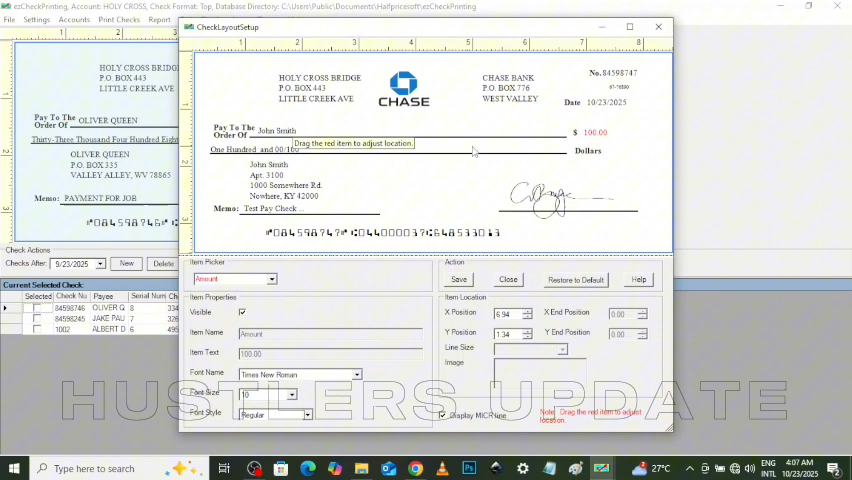 ezCheckPrinting, Account: HOLY CROSS, Check Format: Top, Database Directory: C:\Users\Public\Documents\Halfpricesoft\ezCheckPrinting
File Settings Accounts Print Checks Report
CheckLayoutSetup
HOLY CROSS BRIDGE
P.O. BOX 443
LITTLE CREEK AVE
Pay To The
Order Of OLIVER QUEEN
Thirty-Three Thousand Four Hundred Eight
OLIVER QUEEN
P.O BOX 335
VALLEY ALLEY, WV 78865
Memo: PAYMENT FOR JOB
HOLY CROSS BRIDGE
P.O. BOX 443
LITTLE CREEK AVE
CHASE
CHASE BANK
P.O. BOX 776
WEST VALLEY
No. 84598747
Date 10/23/2025
Pay To The
Order Of John Smith
$ 100.00
Drag the red item to adjust location.
One Hundred and 00/100
Dollars
John Smith
Apt. 3100
1000 Somewhere Rd.
Nowhere, KY 42000
Memo: Test Pay Check ...
Check Actions
Checks After: 9/23/2025 New Delete
Current Selected Check:
Selected Check Nu Payee Serial Num
84598746 OLIVER Q 8 334
84598245 JAKE PAU 7 326
1002 ALBERT D 6 495
Item Picker
Amount
Item Properties
Visible
Item Name Amount
Item Text 100.00
Font Name Times New Roman
Font Size 10
Font Style Regular
Action
Save Close Restore to Default Help
Item Location
X Position 6.94 X End Position 0.00
Y Position 1.34 Y End Position 0.00
Line Size
Image
Display MICR line
Note: Drag the red item to adjust
location.
HUSTLERS UPDATE
Type here to search
27°C
ENG
INTL
4:07 AM
10/23/2025
2